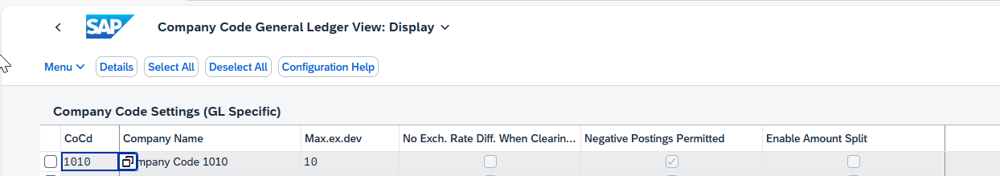 SAP Company Code General Ledger View: Display
Menu Details Select All Deselect All Configuration Help
Company Code Settings (GL Specific)
CoCd Company Name Max.ex.dev No Exch. Rate Diff. When Clearin... Negative Postings Permitted Enable Amount Split
1010 mpany Code 1010 10